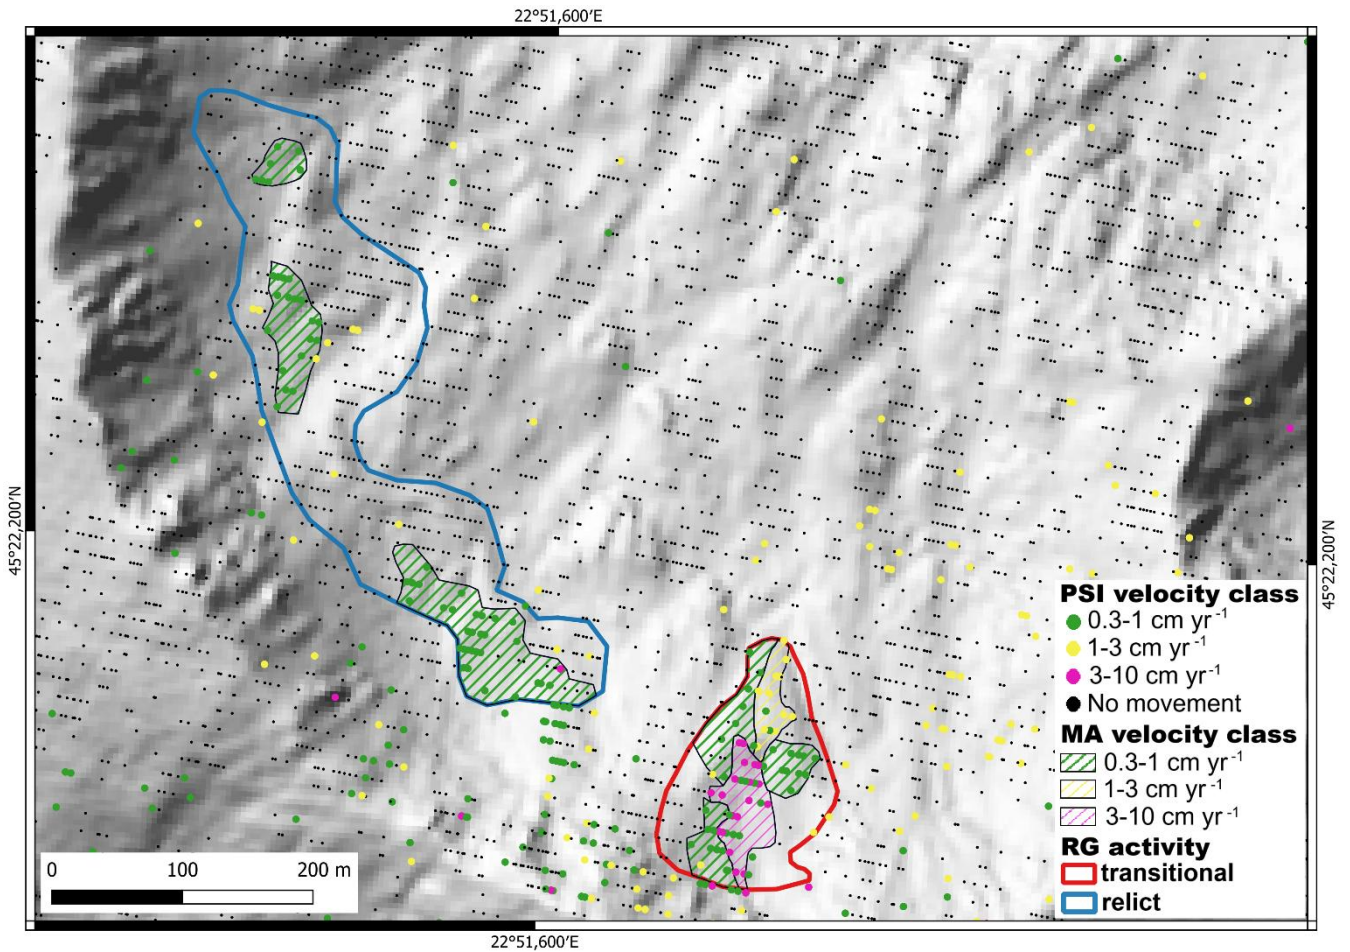 22°51,600′E
45°22,200′N
45°22,200′N
PSI velocity class
0.3-1 cm yr⁻¹
1-3 cm yr⁻¹
3-10 cm yr⁻¹
No movement
MA velocity class
0.3-1 cm yr⁻¹
1-3 cm yr⁻¹
3-10 cm yr⁻¹
RG activity
transitional
relict
0 100 200 m
22°51,600′E